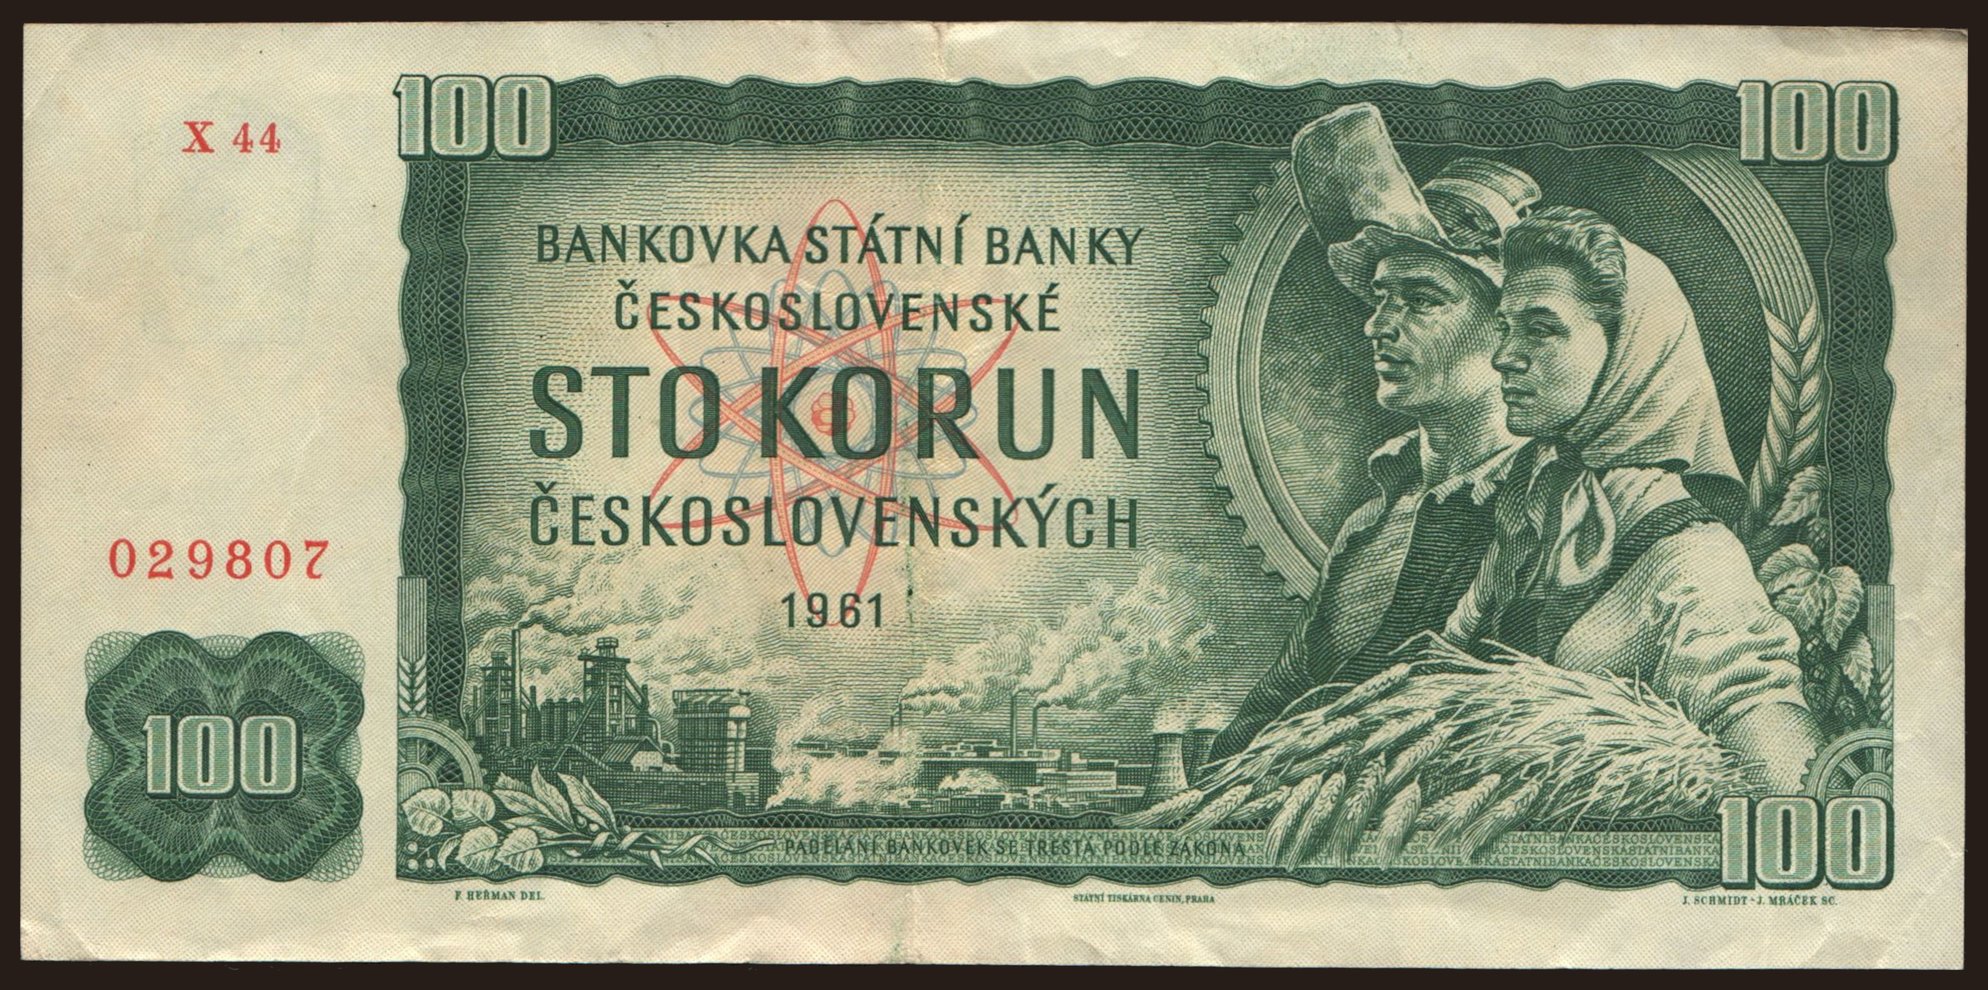 100
100
X 44
BANKOVKA STÁTNÍ BANKY
ČESKOSLOVENSKÉ
STO KORUN
ČESKOSLOVENSKÝCH
029807
1961
100
PADĚLÁNÍ BANKOVEK SE TRESTÁ PODLE ZÁKONA
100
F. HEŘMAN DEL.
STÁTNÍ TISKÁRNA CENIN, PRAHA
J. SCHMIDT - J. MRÁČEK SC.